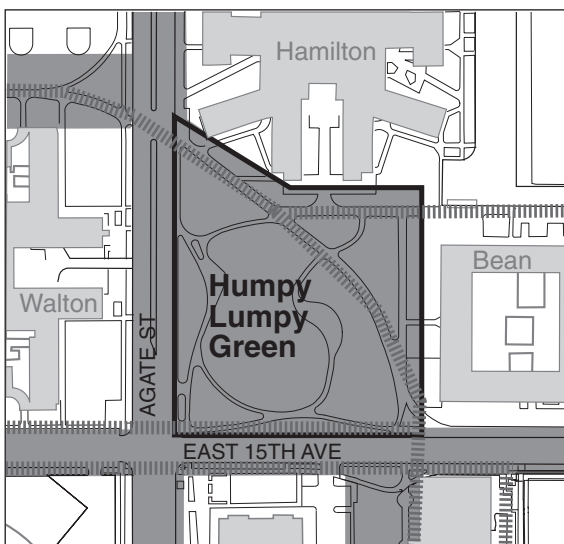 Hamilton
Bean
Walton
Humpy
Lumpy
Green
AGATE ST
EAST 15TH AVE